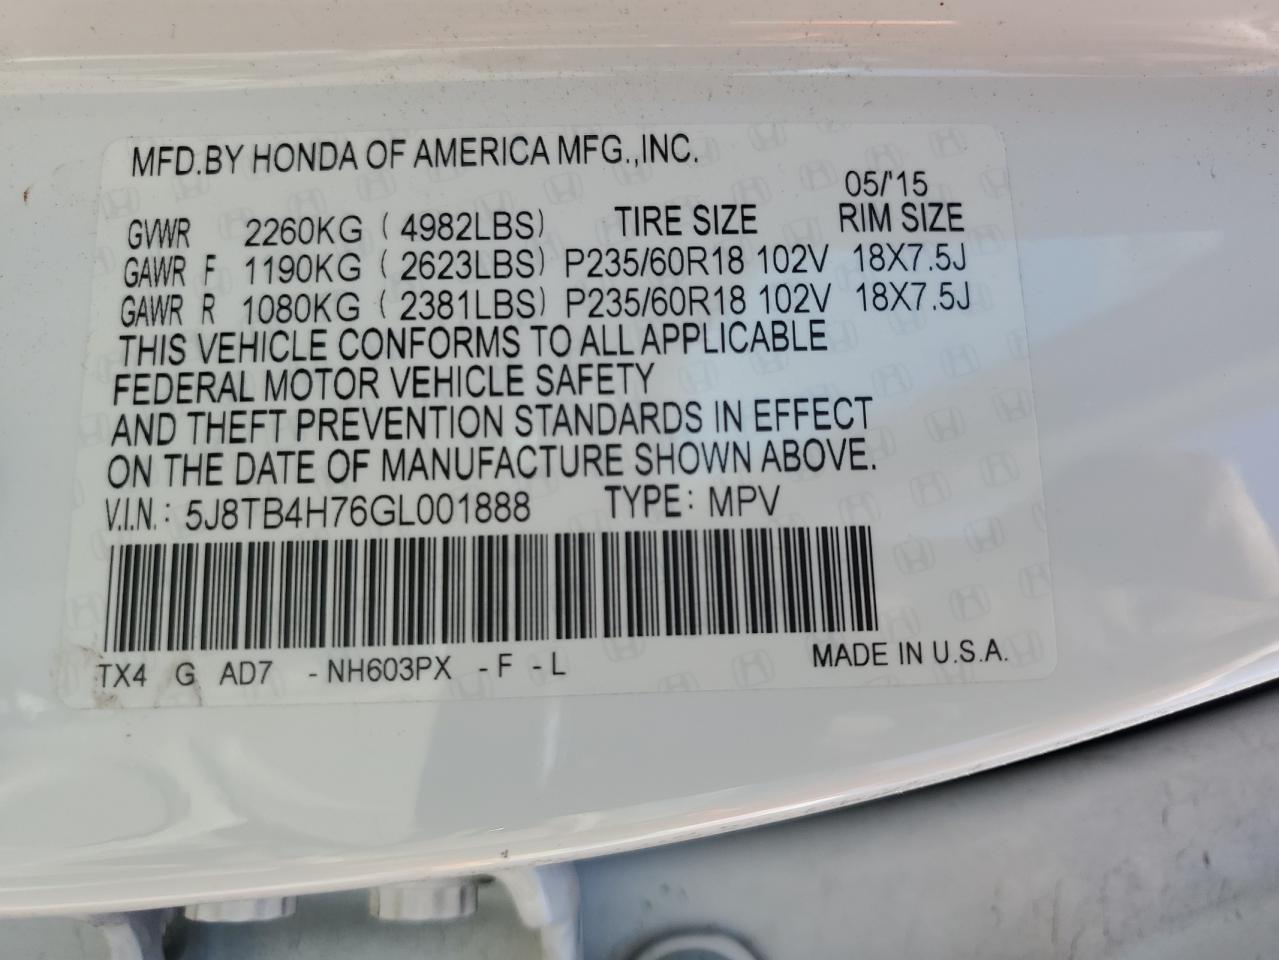 MFD.BY HONDA OF AMERICA MFG.,INC.
05/'15
GVWR 2260KG ( 4982LBS) TIRE SIZE RIM SIZE
GAWR F 1190KG ( 2623LBS) P235/60R18 102V 18X7.5J
GAWR R 1080KG ( 2381LBS) P235/60R18 102V 18X7.5J
THIS VEHICLE CONFORMS TO ALL APPLICABLE
FEDERAL MOTOR VEHICLE SAFETY
AND THEFT PREVENTION STANDARDS IN EFFECT
ON THE DATE OF MANUFACTURE SHOWN ABOVE.
V.I.N.: 5J8TB4H76GL001888 TYPE: MPV
TX4 G AD7 -NH603PX -F -L MADE IN U.S.A.